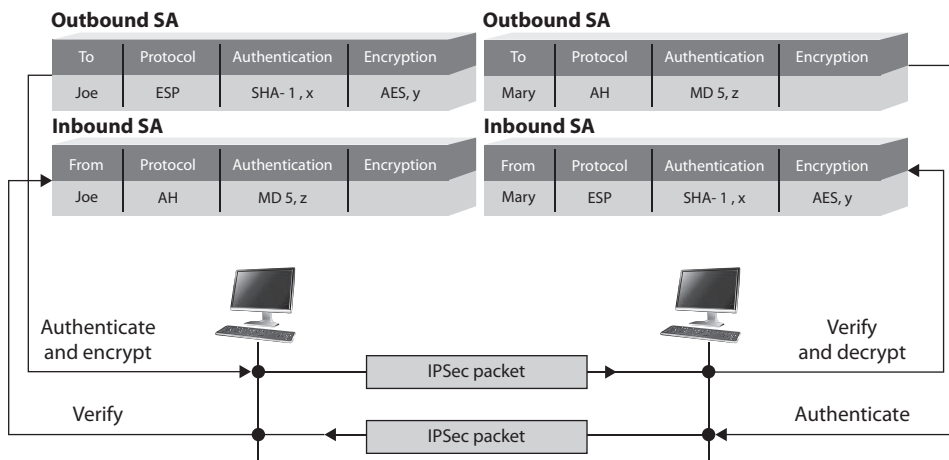 Outbound SA
To Protocol Authentication Encryption
Joe ESP SHA- 1 , x AES, y
Inbound SA
From Protocol Authentication Encryption
Joe AH MD 5, z
Outbound SA
To Protocol Authentication Encryption
Mary AH MD 5, z
Inbound SA
From Protocol Authentication Encryption
Mary ESP SHA- 1 , x AES, y
Authenticate
and encrypt
IPSec packet
Verify
and decrypt
Verify
IPSec packet
Authenticate